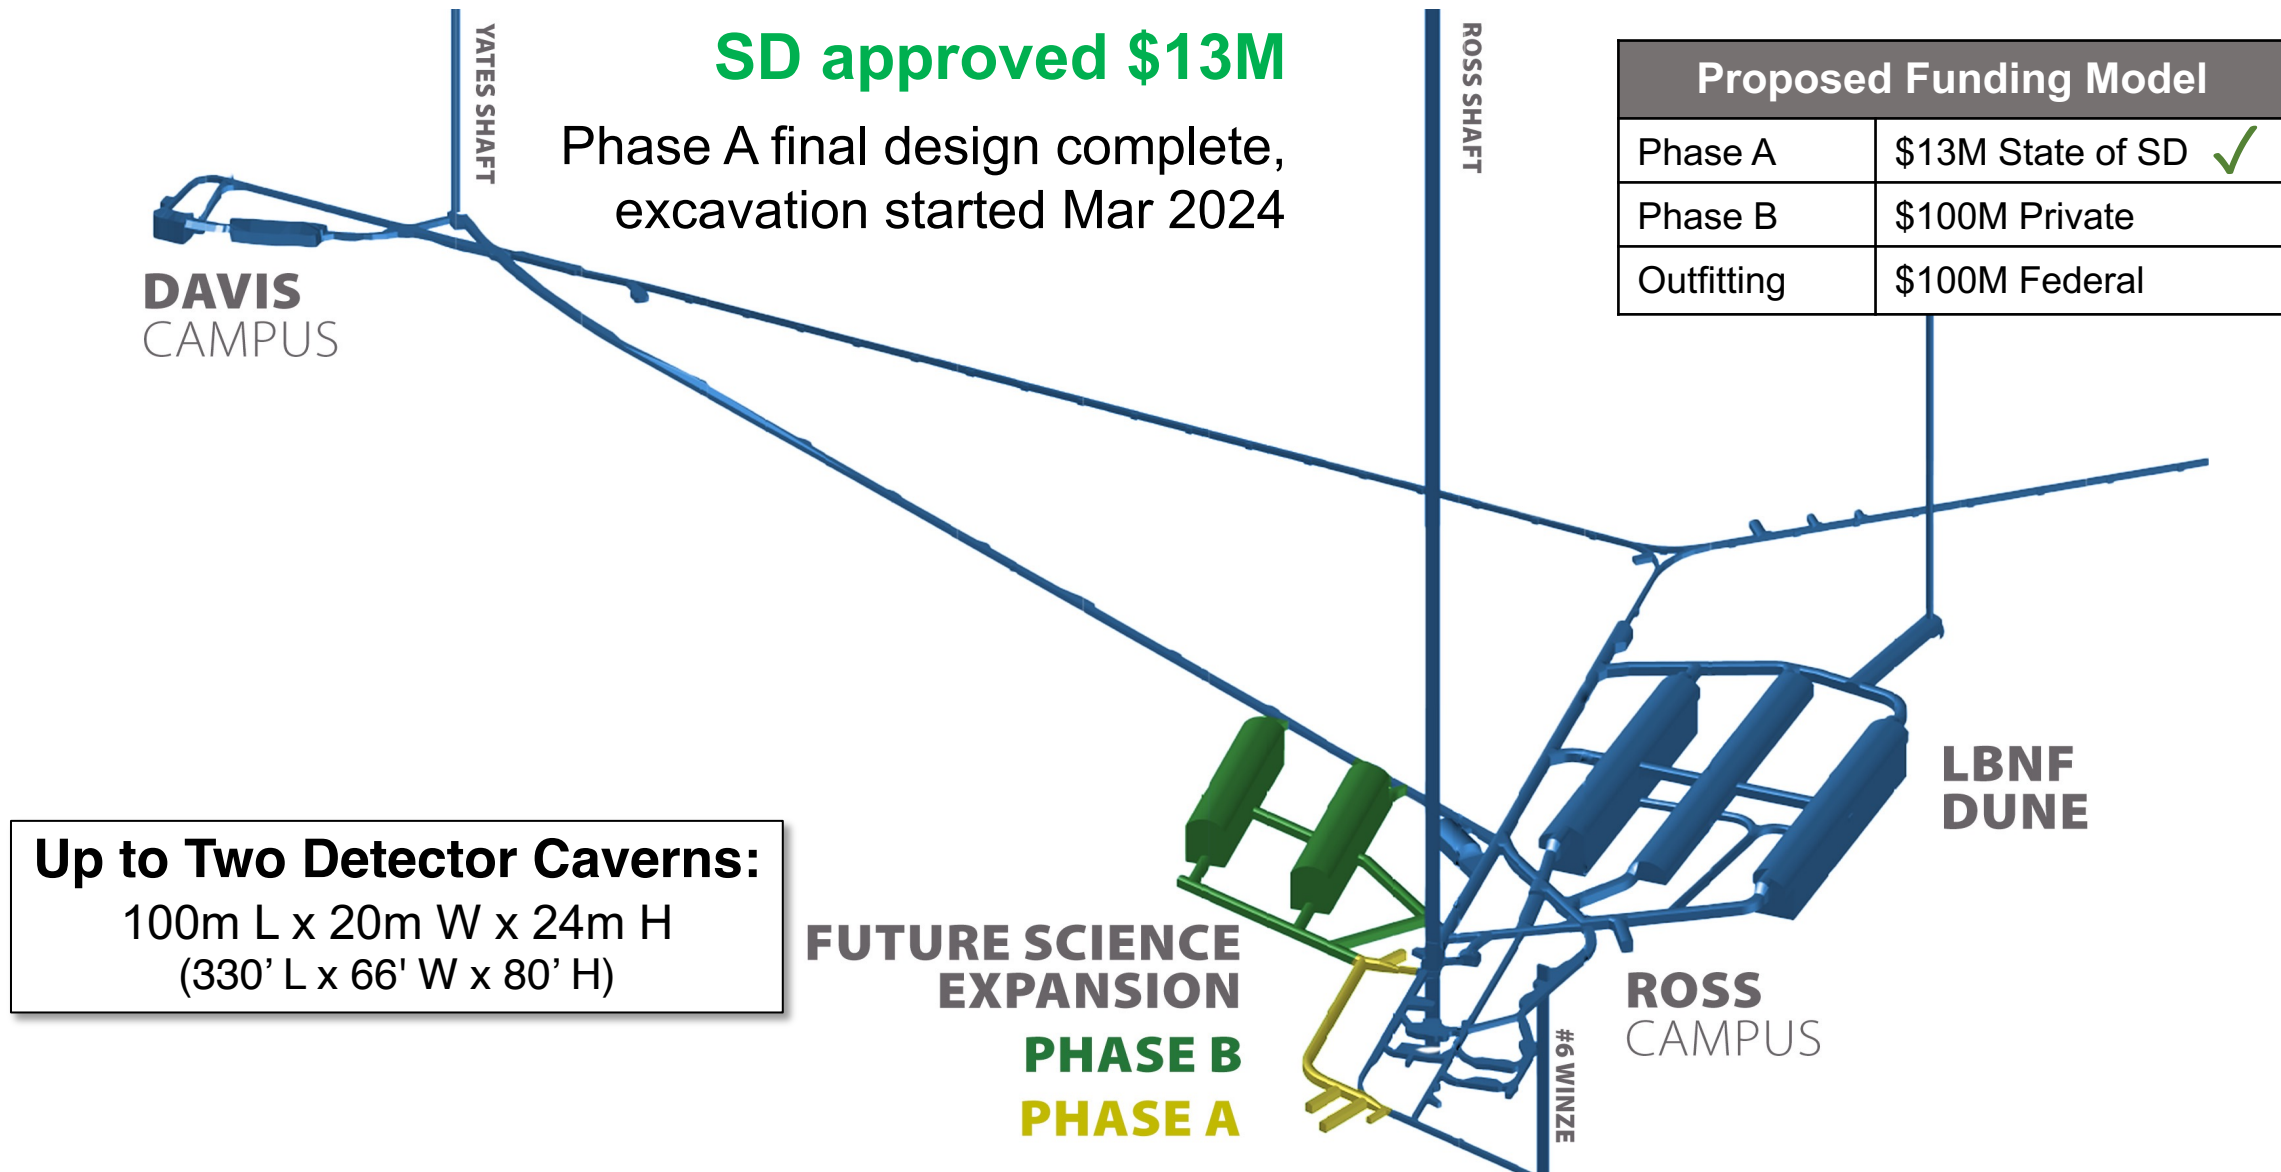 YATES SHAFT
SD approved $13M
Phase A final design complete,
excavation started Mar 2024
ROSS SHAFT
Proposed Funding Model
Phase A $13M State of SD ✓
Phase B $100M Private
Outfitting $100M Federal
DAVIS
CAMPUS
LBNF
DUNE
Up to Two Detector Caverns:
100m L x 20m W x 24m H
(330’ L x 66' W x 80’ H)
FUTURE SCIENCE
EXPANSION
PHASE B
PHASE A
ROSS
CAMPUS
#6 WINZE